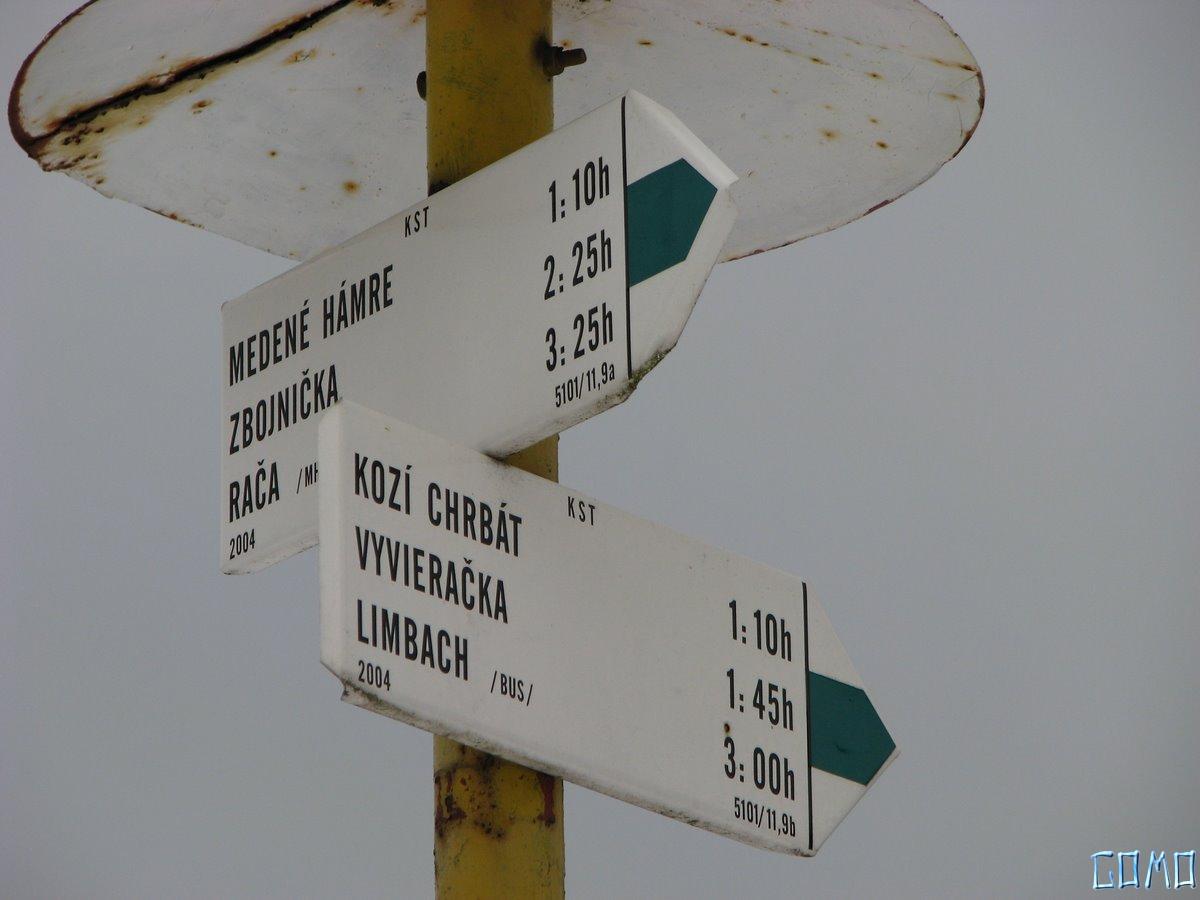 KST
MEDENÉ HÁMRE 1:10h
ZBOJNIČKA 2:25h
RAČA 3:25h
2004 5101/11,9a
KST
KOZÍ CHRBÁT 1:10h
VYVIERAČKA 1:45h
LIMBACH /BUS/ 3:00h
2004 5101/11,9b
GOMO